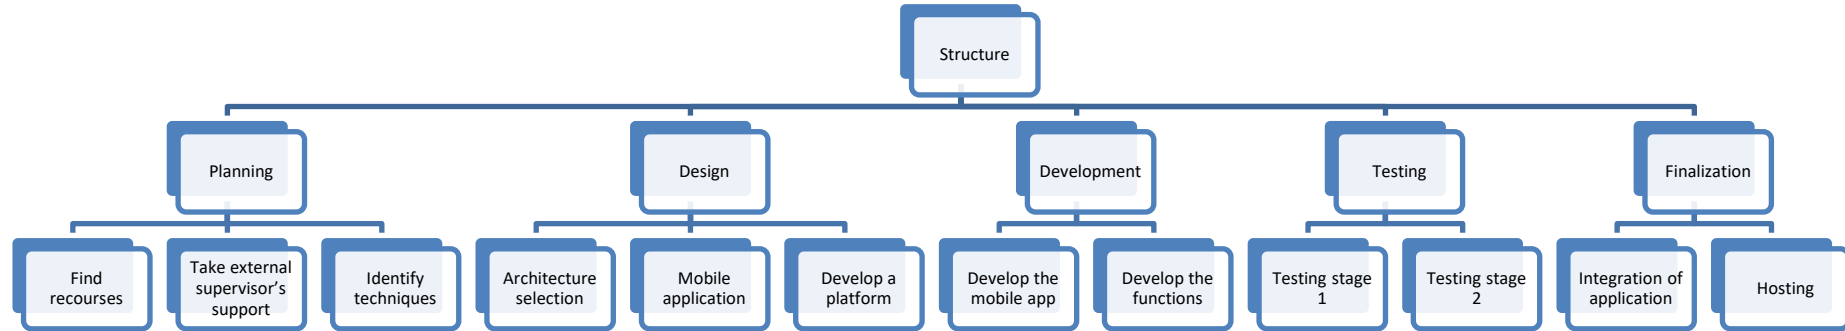 Structure
Planning
Design
Development
Testing
Finalization
Find
recourses
Take external
supervisor’s
support
Identify
techniques
Architecture
selection
Mobile
application
Develop a
platform
Develop the
mobile app
Develop the
functions
Testing stage
1
Testing stage
2
Integration of
application
Hosting